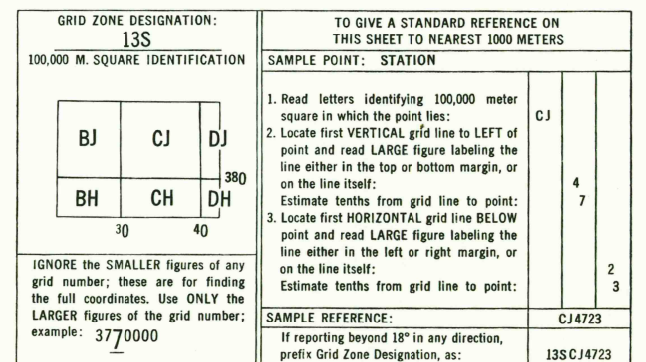 GRID ZONE DESIGNATION:
13S
100,000 M. SQUARE IDENTIFICATION
BJ CJ DJ
380
BH CH DH
30 40
IGNORE the SMALLER figures of any
grid number; these are for finding
the full coordinates. Use ONLY the
LARGER figures of the grid number;
example: 3770000
TO GIVE A STANDARD REFERENCE ON
THIS SHEET TO NEAREST 1000 METERS
SAMPLE POINT: STATION
1. Read letters identifying 100,000 meter
square in which the point lies: CJ
2. Locate first VERTICAL grid line to LEFT of
point and read LARGE figure labeling the
line either in the top or bottom margin, or
on the line itself: 4
Estimate tenths from grid line to point: 7
3. Locate first HORIZONTAL grid line BELOW
point and read LARGE figure labeling the
line either in the left or right margin, or
on the line itself: 2
Estimate tenths from grid line to point: 3
SAMPLE REFERENCE: CJ4723
If reporting beyond 18° in any direction,
prefix Grid Zone Designation, as: 13SCJ4723